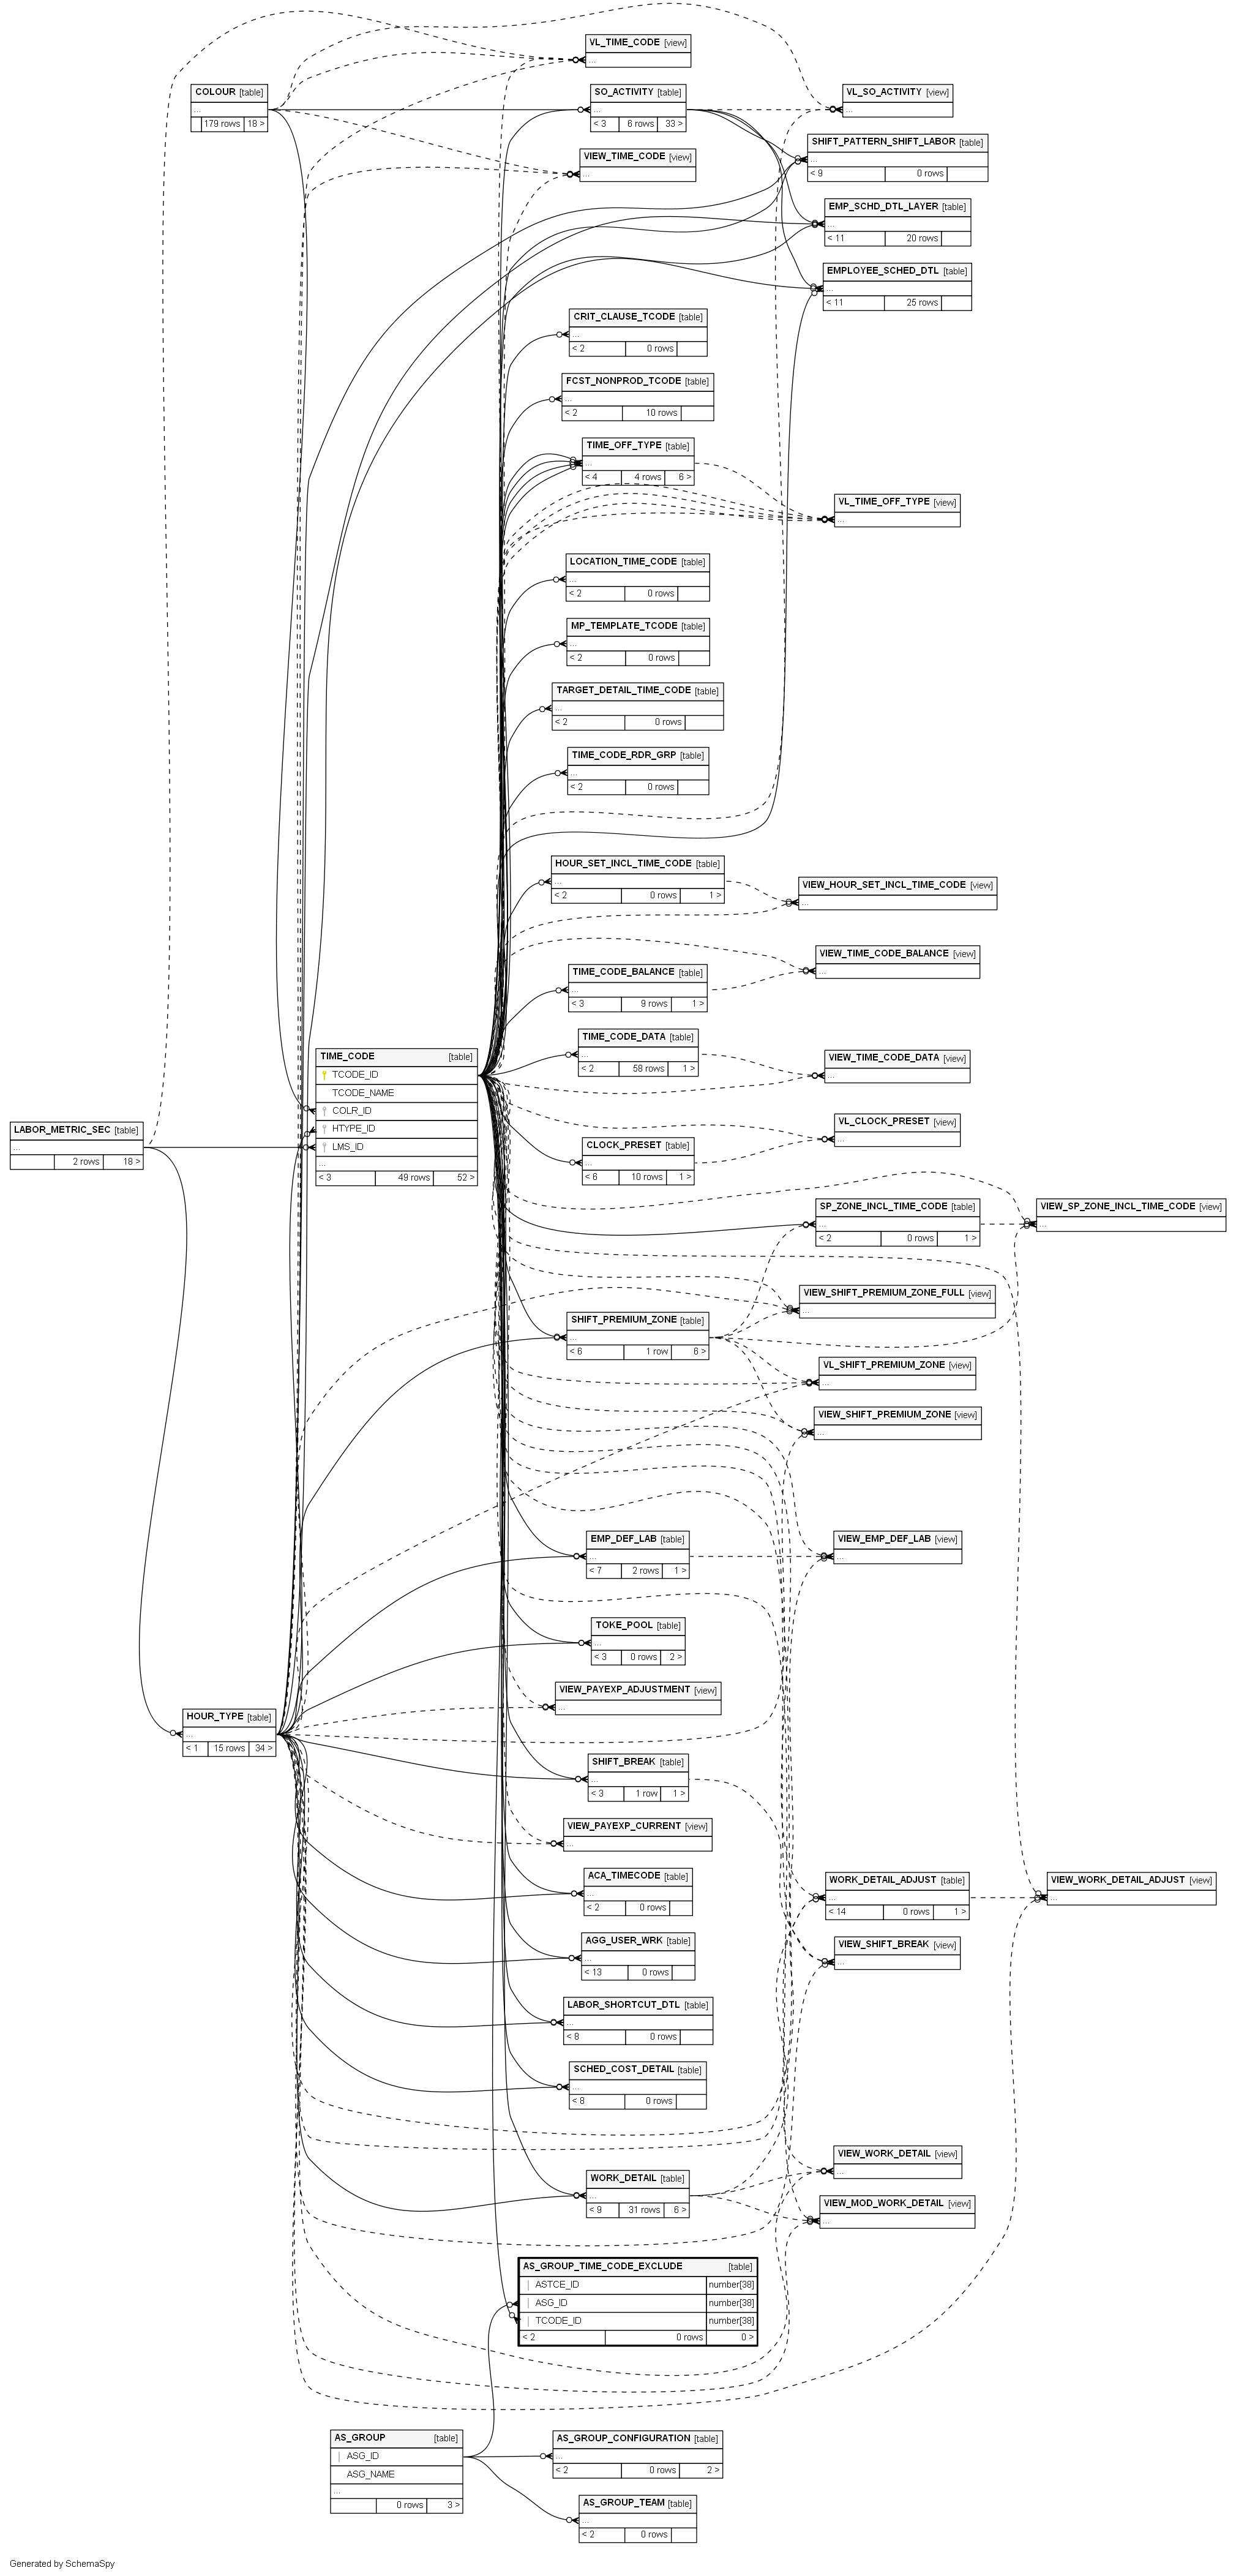 VL_TIME_CODE [view]
...
COLOUR [table]
...
179 rows 18 >
SO_ACTIVITY [table]
...
< 3 6 rows 33 >
VL_SO_ACTIVITY [view]
...
SHIFT_PATTERN_SHIFT_LABOR [table]
...
< 9 0 rows
VIEW_TIME_CODE [view]
...
EMP_SCHD_DTL_LAYER [table]
...
< 11 20 rows
EMPLOYEE_SCHED_DTL [table]
...
< 11 25 rows
CRIT_CLAUSE_TCODE [table]
...
< 2 0 rows
FCST_NONPROD_TCODE [table]
...
< 2 10 rows
TIME_OFF_TYPE [table]
...
< 4 4 rows 6 >
VL_TIME_OFF_TYPE [view]
...
LOCATION_TIME_CODE [table]
...
< 2 0 rows
MP_TEMPLATE_TCODE [table]
...
< 2 0 rows
TARGET_DETAIL_TIME_CODE [table]
...
< 2 0 rows
TIME_CODE_RDR_GRP [table]
...
< 2 0 rows
HOUR_SET_INCL_TIME_CODE [table]
...
< 2 0 rows 1 >
VIEW_HOUR_SET_INCL_TIME_CODE [view]
...
VIEW_TIME_CODE_BALANCE [view]
...
TIME_CODE_BALANCE [table]
...
< 3 9 rows 1 >
TIME_CODE_DATA [table]
...
< 2 58 rows 1 >
VIEW_TIME_CODE_DATA [view]
...
TIME_CODE [table]
TCODE_ID
TCODE_NAME
COLR_ID
HTYPE_ID
LMS_ID
...
< 3 49 rows 52 >
LABOR_METRIC_SEC [table]
...
2 rows 18 >
VL_CLOCK_PRESET [view]
...
CLOCK_PRESET [table]
...
< 6 10 rows 1 >
SP_ZONE_INCL_TIME_CODE [table]
...
< 2 0 rows 1 >
VIEW_SP_ZONE_INCL_TIME_CODE [view]
...
VIEW_SHIFT_PREMIUM_ZONE_FULL [view]
...
SHIFT_PREMIUM_ZONE [table]
...
< 6 1 row 6 >
VL_SHIFT_PREMIUM_ZONE [view]
...
VIEW_SHIFT_PREMIUM_ZONE [view]
...
EMP_DEF_LAB [table]
...
< 7 2 rows 1 >
VIEW_EMP_DEF_LAB [view]
...
TOKE_POOL [table]
...
< 3 0 rows 2 >
VIEW_PAYEXP_ADJUSTMENT [view]
...
HOUR_TYPE [table]
...
< 1 15 rows 34 >
SHIFT_BREAK [table]
...
< 3 1 row 1 >
VIEW_PAYEXP_CURRENT [view]
...
ACA_TIMECODE [table]
...
< 2 0 rows
WORK_DETAIL_ADJUST [table]
...
< 14 0 rows 1 >
VIEW_WORK_DETAIL_ADJUST [view]
...
AGG_USER_WRK [table]
...
< 13 0 rows
VIEW_SHIFT_BREAK [view]
...
LABOR_SHORTCUT_DTL [table]
...
< 8 0 rows
SCHED_COST_DETAIL [table]
...
< 8 0 rows
VIEW_WORK_DETAIL [view]
...
WORK_DETAIL [table]
...
< 9 31 rows 6 >
VIEW_MOD_WORK_DETAIL [view]
...
AS_GROUP_TIME_CODE_EXCLUDE [table]
ASTCE_ID number[38]
ASG_ID number[38]
TCODE_ID number[38]
< 2 0 rows 0 >
AS_GROUP [table]
ASG_ID
ASG_NAME
...
0 rows 3 >
AS_GROUP_CONFIGURATION [table]
...
< 2 0 rows 2 >
AS_GROUP_TEAM [table]
...
< 2 0 rows
Generated by SchemaSpy